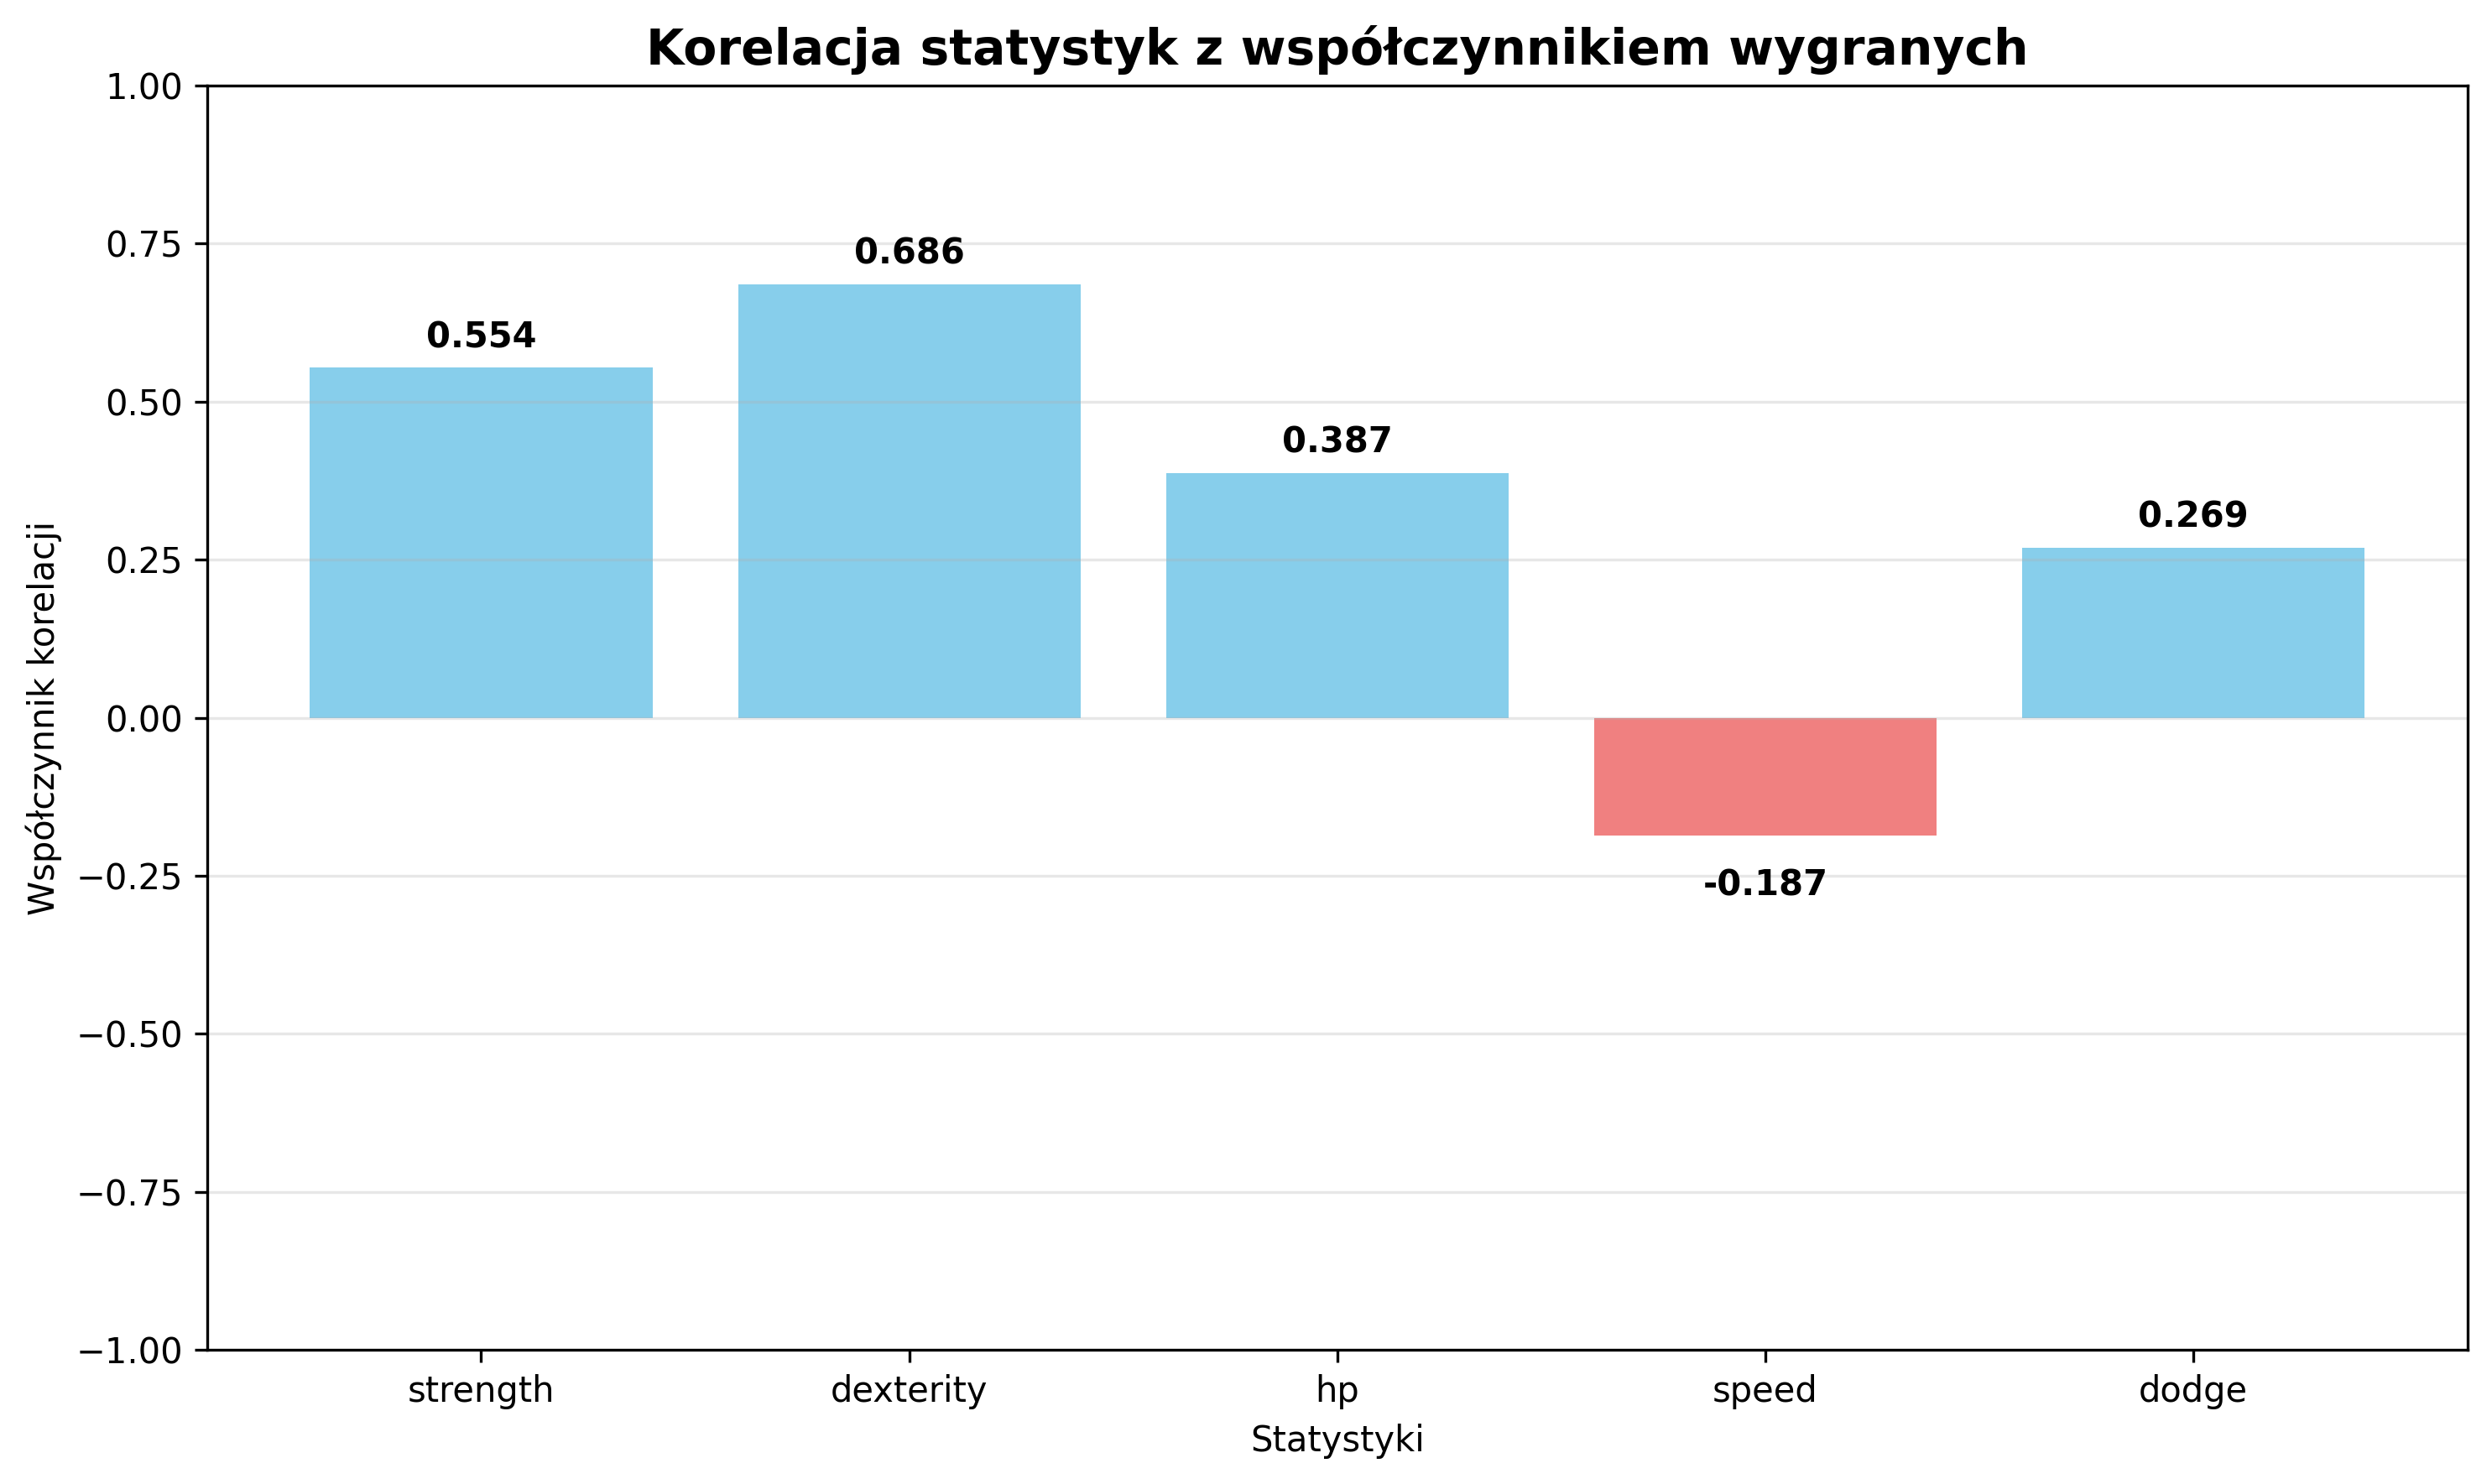 Korelacja statystyk z współczynnikiem wygranych
Współczynnik korelacji
1.00
0.75
0.50
0.25
0.00
−0.25
−0.50
−0.75
−1.00
0.554
0.686
0.387
-0.187
0.269
strength
dexterity
hp
speed
dodge
Statystyki